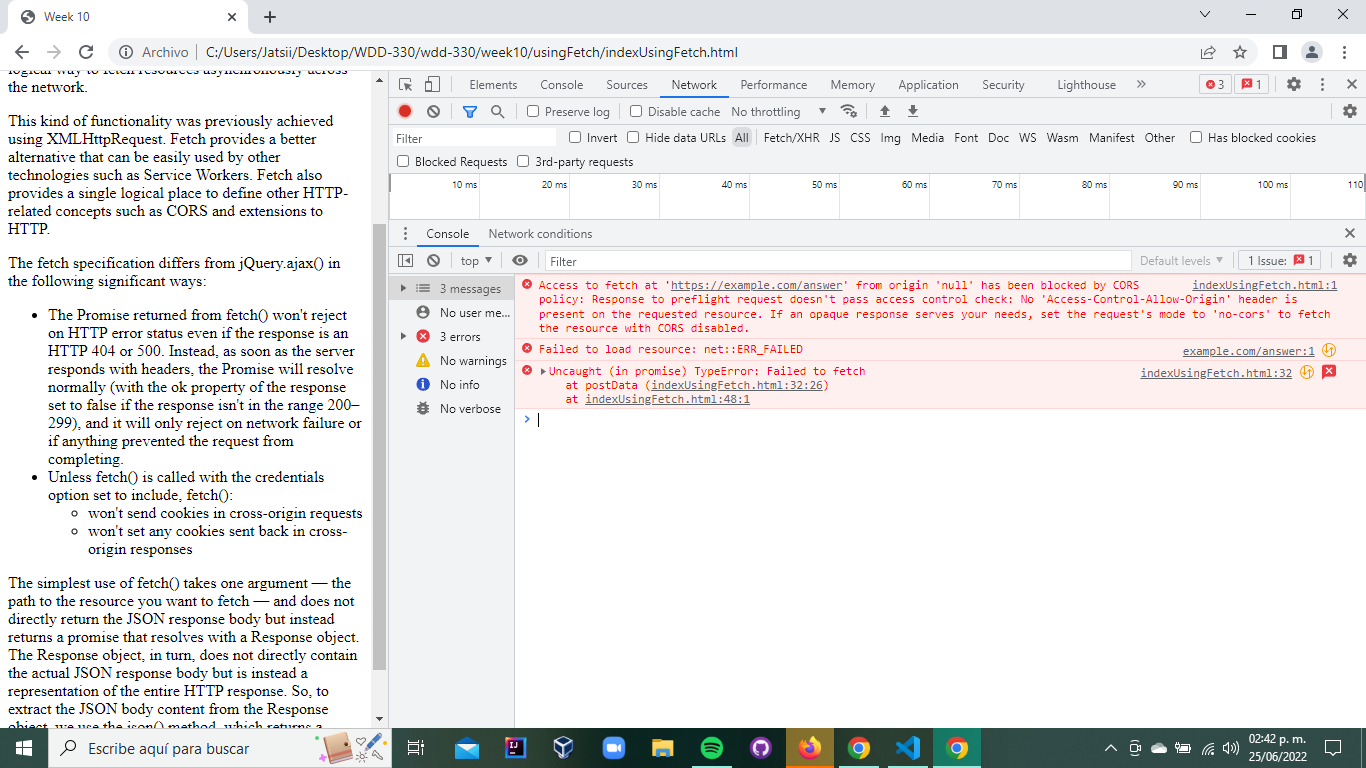 Week 10
Archivo
C:/Users/Jatsii/Desktop/WDD-330/wdd-330/week10/usingFetch/indexUsingFetch.html
logical way to fetch resources asynchronously across
the network.
This kind of functionality was previously achieved
using XMLHttpRequest. Fetch provides a better
alternative that can be easily used by other
technologies such as Service Workers. Fetch also
provides a single logical place to define other HTTP-
related concepts such as CORS and extensions to
HTTP.
The fetch specification differs from jQuery.ajax() in
the following significant ways:
• The Promise returned from fetch() won't reject
on HTTP error status even if the response is an
HTTP 404 or 500. Instead, as soon as the server
responds with headers, the Promise will resolve
normally (with the ok property of the response
set to false if the response isn't in the range 200–
299), and it will only reject on network failure or
if anything prevented the request from
completing.
• Unless fetch() is called with the credentials
option set to include, fetch():
◦ won't send cookies in cross-origin requests
◦ won't set any cookies sent back in cross-
origin responses
The simplest use of fetch() takes one argument — the
path to the resource you want to fetch — and does not
directly return the JSON response body but instead
returns a promise that resolves with a Response object.
The Response object, in turn, does not directly contain
the actual JSON response body but is instead a
representation of the entire HTTP response. So, to
extract the JSON body content from the Response
object, we use the json() method, which returns a
Elements Console Sources Network Performance Memory Application Security Lighthouse » 3 1
Preserve log Disable cache No throttling
Filter Invert Hide data URLs All Fetch/XHR JS CSS Img Media Font Doc WS Wasm Manifest Other Has blocked cookies
Blocked Requests 3rd-party requests
10 ms 20 ms 30 ms 40 ms 50 ms 60 ms 70 ms 80 ms 90 ms 100 ms 110
Console Network conditions
top Filter Default levels 1 Issue: 1
3 messages
No user me...
3 errors
No warnings
No info
No verbose
Access to fetch at 'https://example.com/answer' from origin 'null' has been blocked by CORS indexUsingFetch.html:1
policy: Response to preflight request doesn't pass access control check: No 'Access-Control-Allow-Origin' header is
present on the requested resource. If an opaque response serves your needs, set the request's mode to 'no-cors' to fetch
the resource with CORS disabled.
Failed to load resource: net::ERR_FAILED example.com/answer:1
Uncaught (in promise) TypeError: Failed to fetch indexUsingFetch.html:32
at postData (indexUsingFetch.html:32:26)
at indexUsingFetch.html:48:1
Escribe aquí para buscar
IJ
02:42 p. m.
25/06/2022